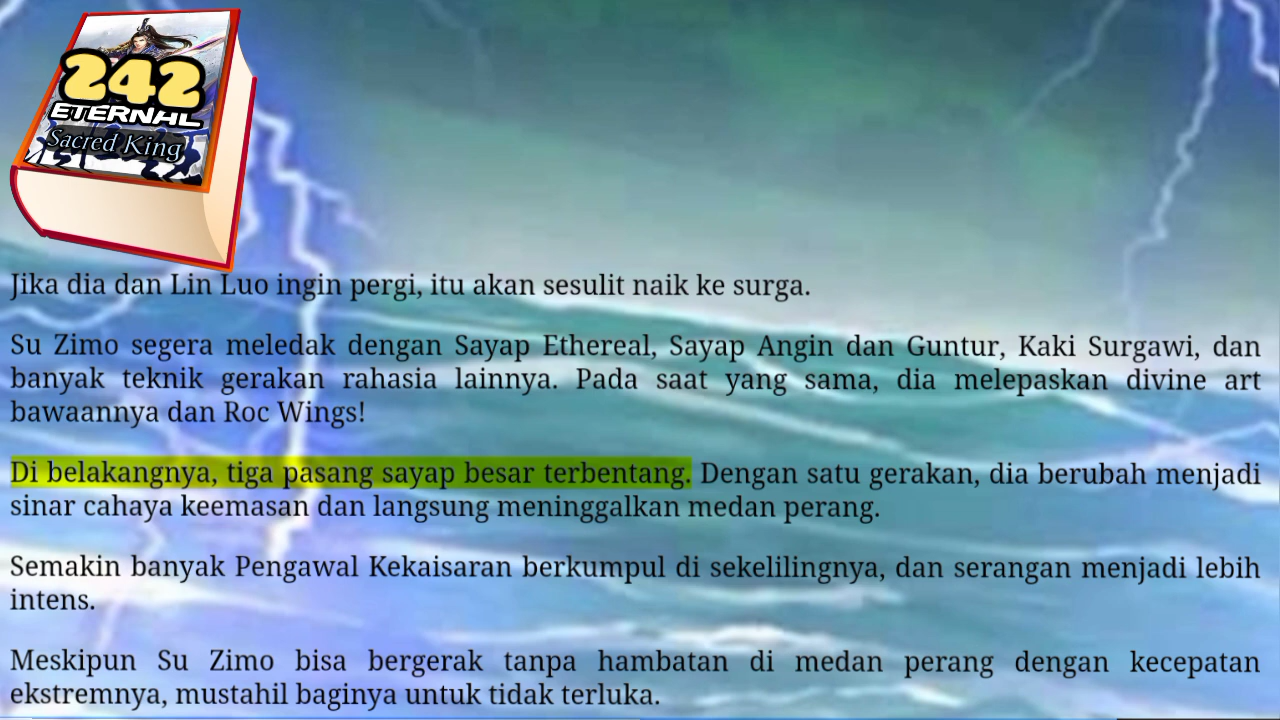 242
ETERNAL
Sacred King
Jika dia dan Lin Luo ingin pergi, itu akan sesulit naik ke surga.
Su Zimo segera meledak dengan Sayap Ethereal, Sayap Angin dan Guntur, Kaki Surgawi, dan
banyak teknik gerakan rahasia lainnya. Pada saat yang sama, dia melepaskan divine art
bawaannya dan Roc Wings!
Di belakangnya, tiga pasang sayap besar terbentang. Dengan satu gerakan, dia berubah menjadi
sinar cahaya keemasan dan langsung meninggalkan medan perang.
Semakin banyak Pengawal Kekaisaran berkumpul di sekelilingnya, dan serangan menjadi lebih
intens.
Meskipun Su Zimo bisa bergerak tanpa hambatan di medan perang dengan kecepatan
ekstremnya, mustahil baginya untuk tidak terluka.